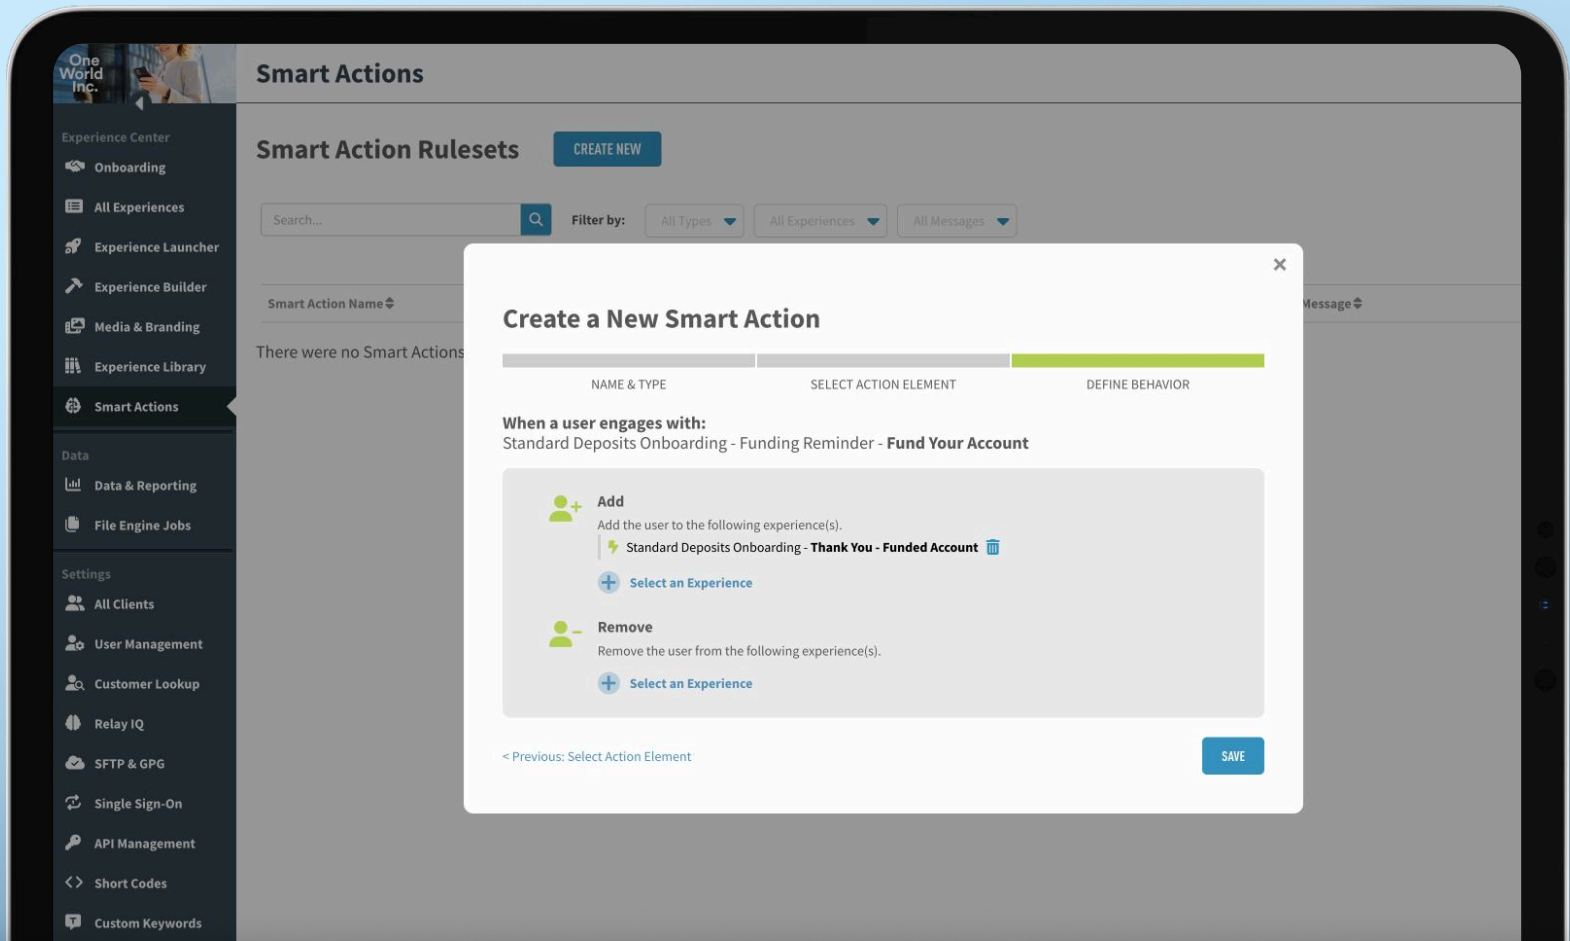 One
World
Inc.
Smart Actions
Experience Center
Onboarding
All Experiences
Experience Launcher
Experience Builder
Media & Branding
Experience Library
Smart Actions
Data
Data & Reporting
File Engine Jobs
Settings
All Clients
User Management
Customer Lookup
Relay IQ
SFTP & GPG
Single Sign-On
API Management
Short Codes
Custom Keywords
Smart Action Rulesets
CREATE NEW
Search...
Filter by:
All Types
All Experiences
All Messages
Smart Action Name
Message
There were no Smart Actions
×
Create a New Smart Action
NAME & TYPE
SELECT ACTION ELEMENT
DEFINE BEHAVIOR
When a user engages with:
Standard Deposits Onboarding - Funding Reminder - Fund Your Account
Add
Add the user to the following experience(s).
Standard Deposits Onboarding - Thank You - Funded Account
Select an Experience
Remove
Remove the user from the following experience(s).
Select an Experience
< Previous: Select Action Element
SAVE